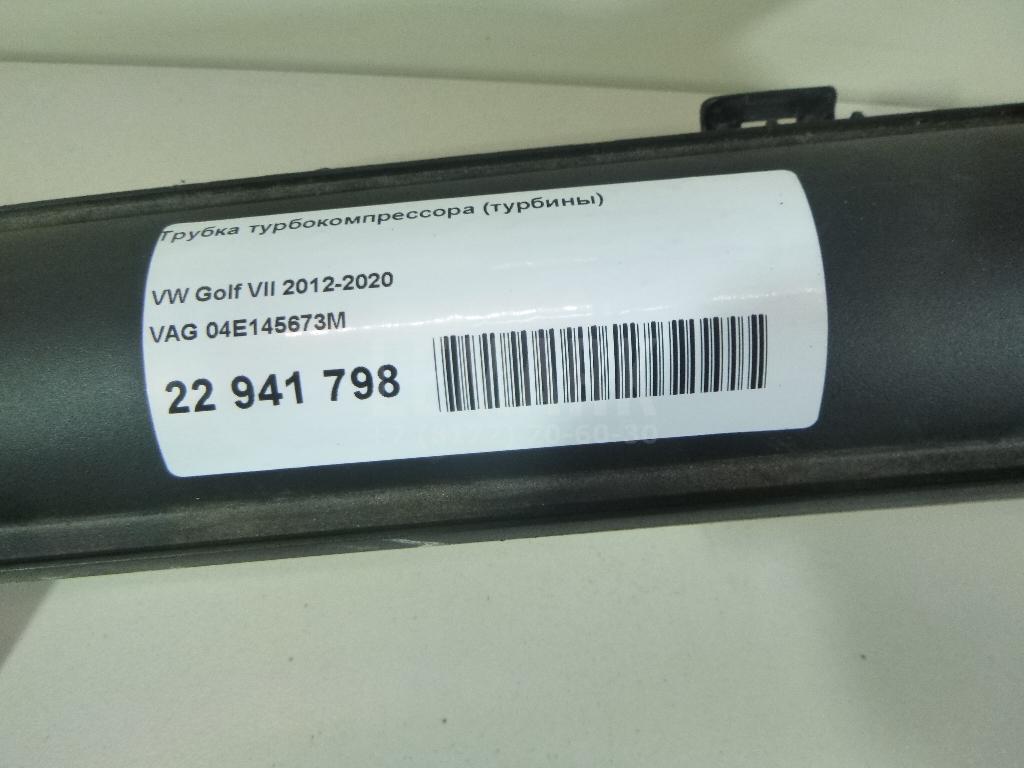 Трубка турбокомпрессора (турбины)
VW Golf VII 2012-2020
VAG 04E145673M
22 941 798